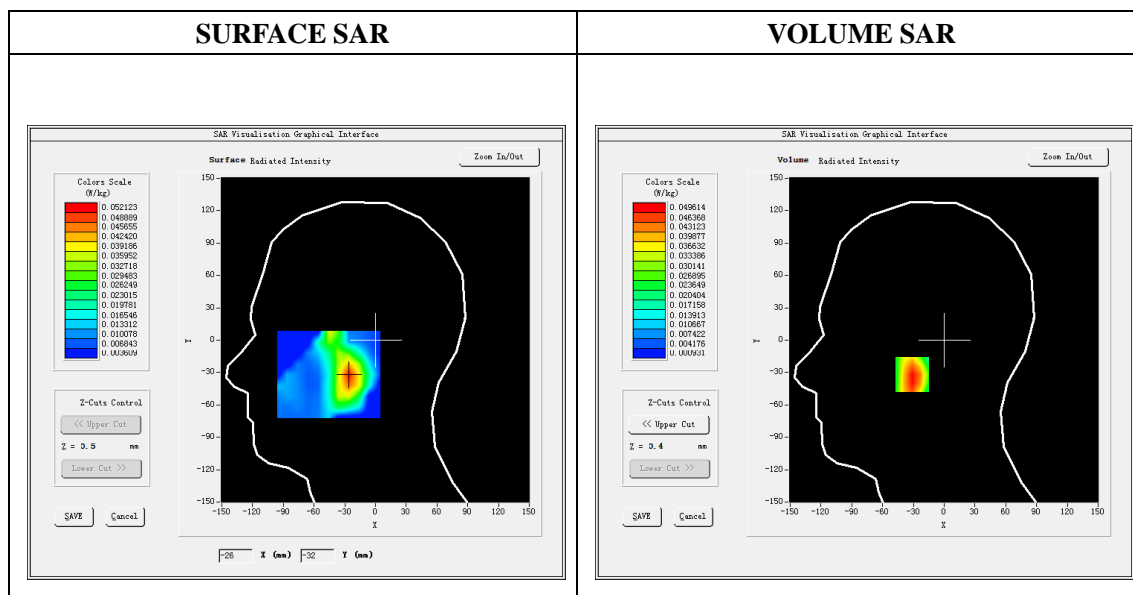 SURFACE SAR
VOLUME SAR
SAR Visualisation Graphical Interface
Surface Radiated Intensity
Zoom In/Out
Colors Scale
(W/kg)
0.052123
0.048889
0.045655
0.042420
0.039186
0.035952
0.032718
0.029483
0.026249
0.023015
0.019781
0.016546
0.013312
0.010078
0.006843
0.003609
Z-Cuts Control
<< Upper Cut
Z = 0.5 mm
Lower Cut >>
SAVE Cancel
150
120
90
60
30
0
-30
-60
-90
-120
-150
Y
-150 -120 -90 -60 -30 0 30 60 90 120 150
X
-26 X (mm) -32 Y (mm)
SAR Visualisation Graphical Interface
Volume Radiated Intensity
Zoom In/Out
Colors Scale
(W/kg)
0.049614
0.046368
0.043123
0.039877
0.036632
0.033386
0.030141
0.026895
0.023649
0.020404
0.017158
0.013913
0.010667
0.007422
0.004176
0.000931
Z-Cuts Control
<< Upper Cut
Z = 0.4 mm
Lower Cut >>
SAVE Cancel
150
120
90
60
30
0
-30
-60
-90
-120
-150
Y
-150 -120 -90 -60 -30 0 30 60 90 120 150
X